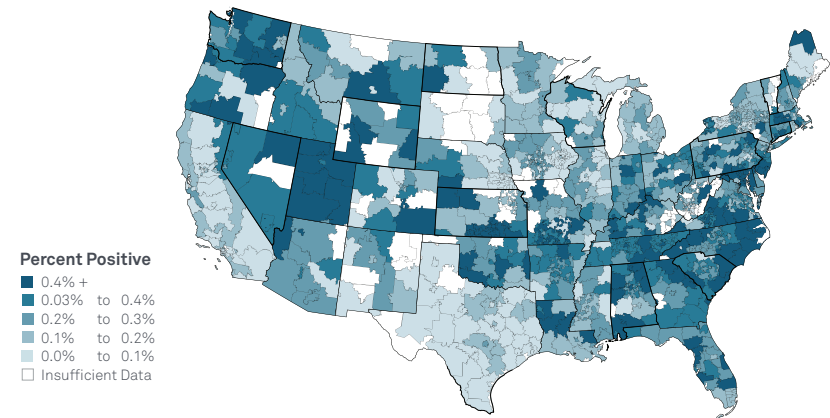 Percent Positive
0.4% +
0.03% to 0.4%
0.2% to 0.3%
0.1% to 0.2%
0.0% to 0.1%
Insufficient Data